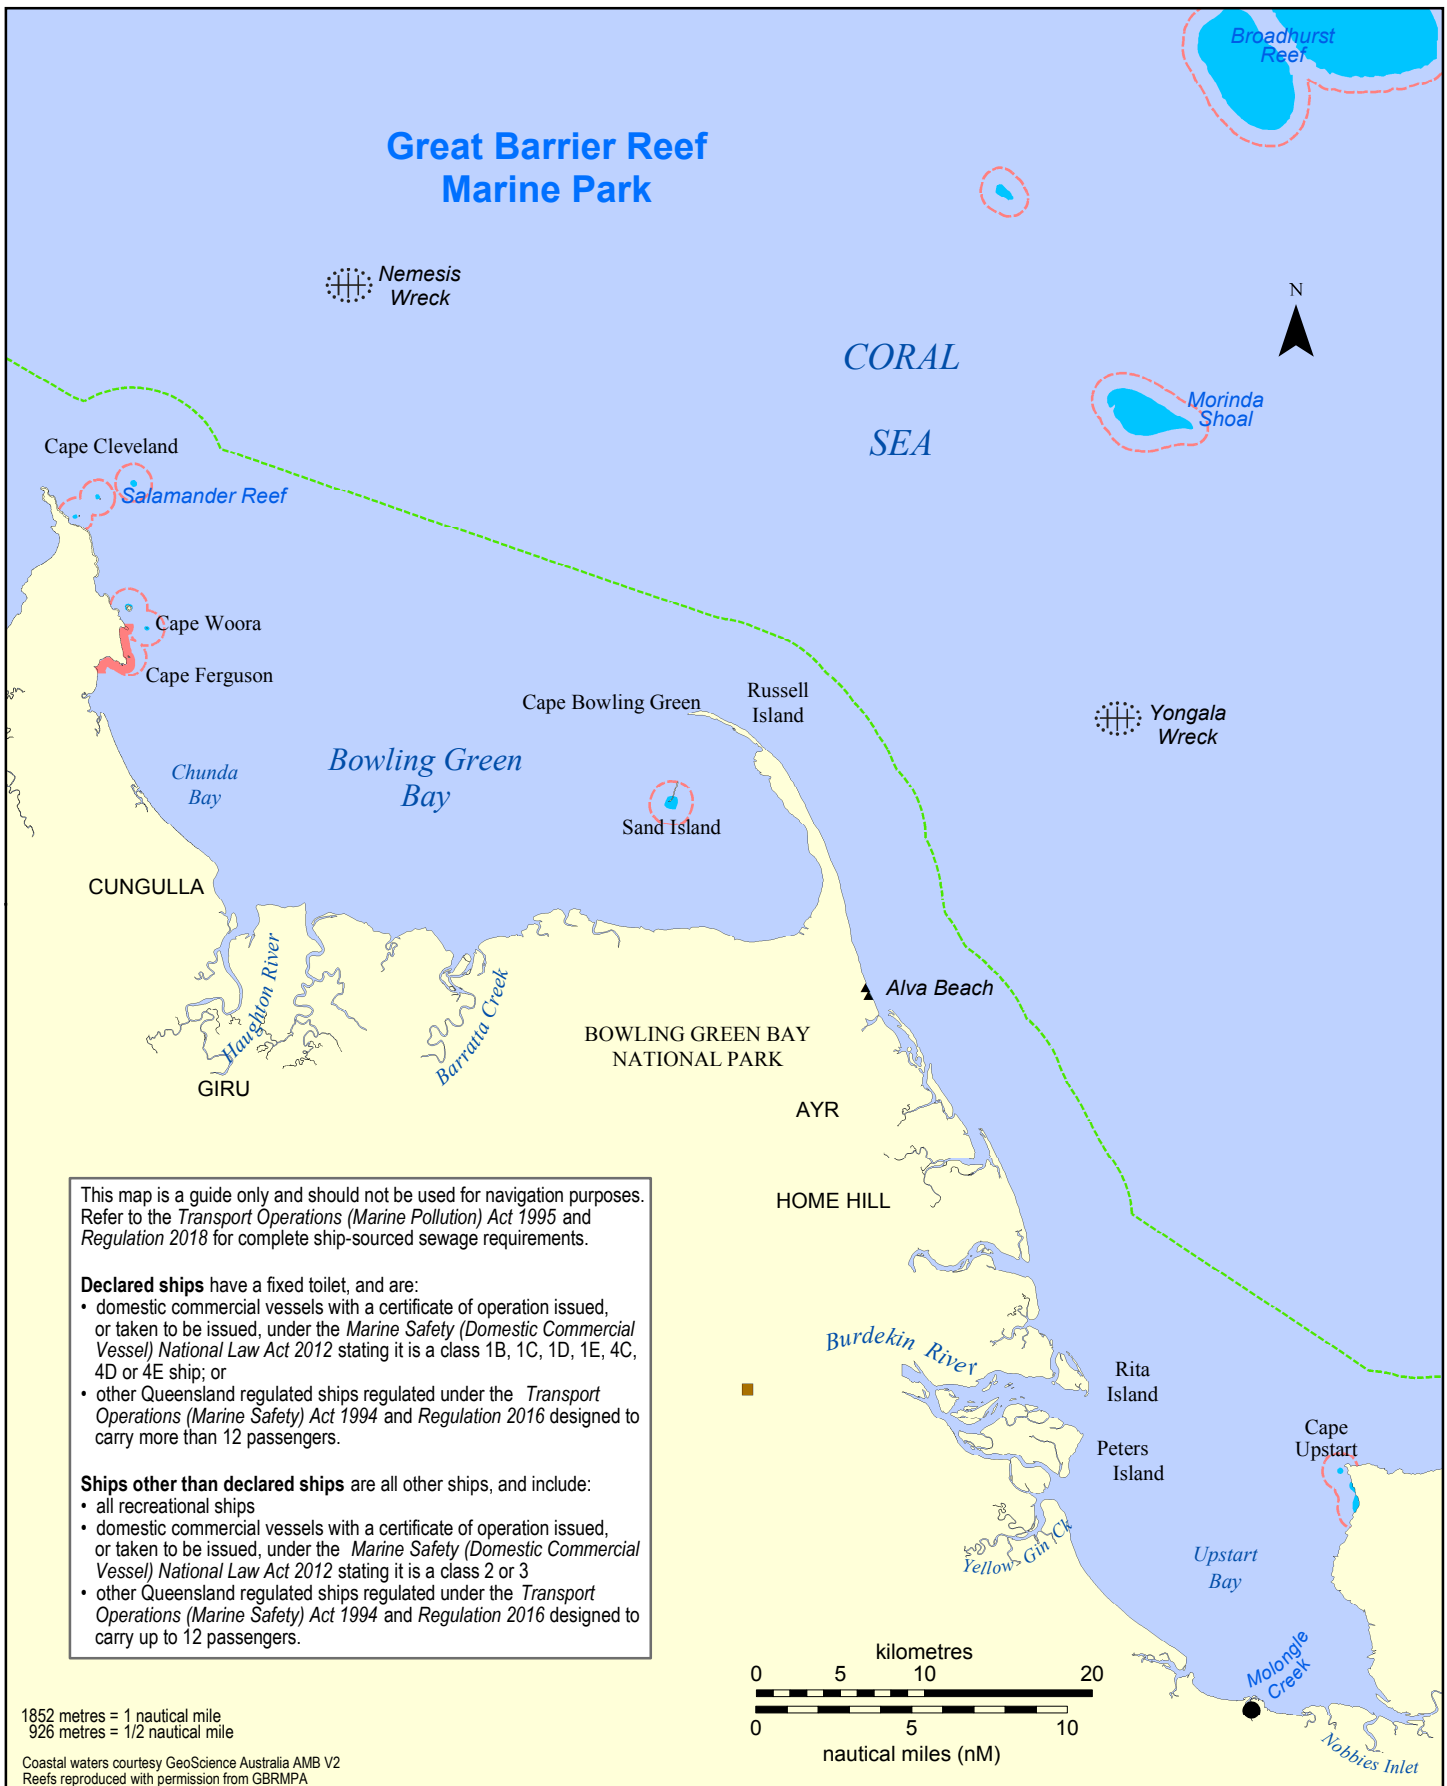 Broadhurst
Reef
Great Barrier Reef
Marine Park
Nemesis
Wreck
N
CORAL
SEA
Morinda
Shoal
Cape Cleveland
Salamander Reef
Cape Woora
Cape Ferguson
Cape Bowling Green
Russell
Island
Yongala
Wreck
Bowling Green
Bay
Chunda
Bay
Sand Island
CUNGULLA
Haughton River
Barratta Creek
Alva Beach
BOWLING GREEN BAY
NATIONAL PARK
GIRU
AYR
HOME HILL
This map is a guide only and should not be used for navigation purposes.
Refer to the Transport Operations (Marine Pollution) Act 1995 and
Regulation 2018 for complete ship-sourced sewage requirements.
Declared ships have a fixed toilet, and are:
• domestic commercial vessels with a certificate of operation issued,
or taken to be issued, under the Marine Safety (Domestic Commercial
Vessel) National Law Act 2012 stating it is a class 1B, 1C, 1D, 1E, 4C,
4D or 4E ship; or
• other Queensland regulated ships regulated under the Transport
Operations (Marine Safety) Act 1994 and Regulation 2016 designed to
carry more than 12 passengers.
Ships other than declared ships are all other ships, and include:
• all recreational ships
• domestic commercial vessels with a certificate of operation issued,
or taken to be issued, under the Marine Safety (Domestic Commercial
Vessel) National Law Act 2012 stating it is a class 2 or 3
• other Queensland regulated ships regulated under the Transport
Operations (Marine Safety) Act 1994 and Regulation 2016 designed to
carry up to 12 passengers.
Burdekin River
Rita
Island
Cape
Upstart
Peters
Island
Yellow Gin Ck
Upstart
Bay
Molongle
Creek
Nobbies Inlet
kilometres
0 5 10 20
0 5 10
nautical miles (nM)
1852 metres = 1 nautical mile
926 metres = 1/2 nautical mile
Coastal waters courtesy GeoScience Australia AMB V2
Reefs reproduced with permission from GBRMPA